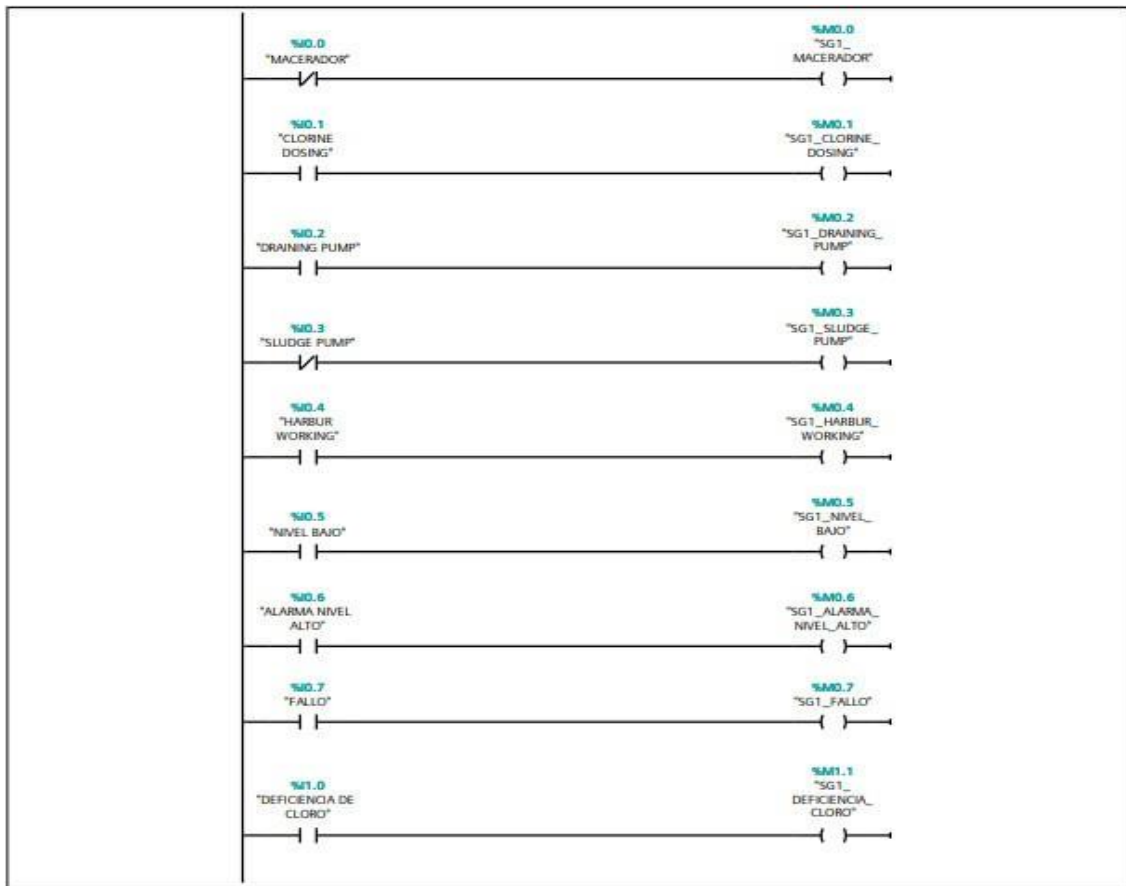 %I0.0
"MACERADOR"
%M0.0
"SG1_
MACERADOR"
%I0.1
"CLORINE
DOSING"
%M0.1
"SG1_CLORINE_
DOSING"
%I0.2
"DRAINING PUMP"
%M0.2
"SG1_DRAINING_
PUMP"
%I0.3
"SLUDGE PUMP"
%M0.3
"SG1_SLUDGE_
PUMP"
%I0.4
"HARBUR
WORKING"
%M0.4
"SG1_HARBUR_
WORKING"
%I0.5
"NIVEL BAJO"
%M0.5
"SG1_NIVEL_
BAJO"
%I0.6
"ALARMA NIVEL
ALTO"
%M0.6
"SG1_ALARMA_
NIVEL_ALTO"
%I0.7
"FALLO"
%M0.7
"SG1_FALLO"
%I1.0
"DEFICIENCIA DE
CLORO"
%M1.1
"SG1_
DEFICIENCIA_
CLORO"